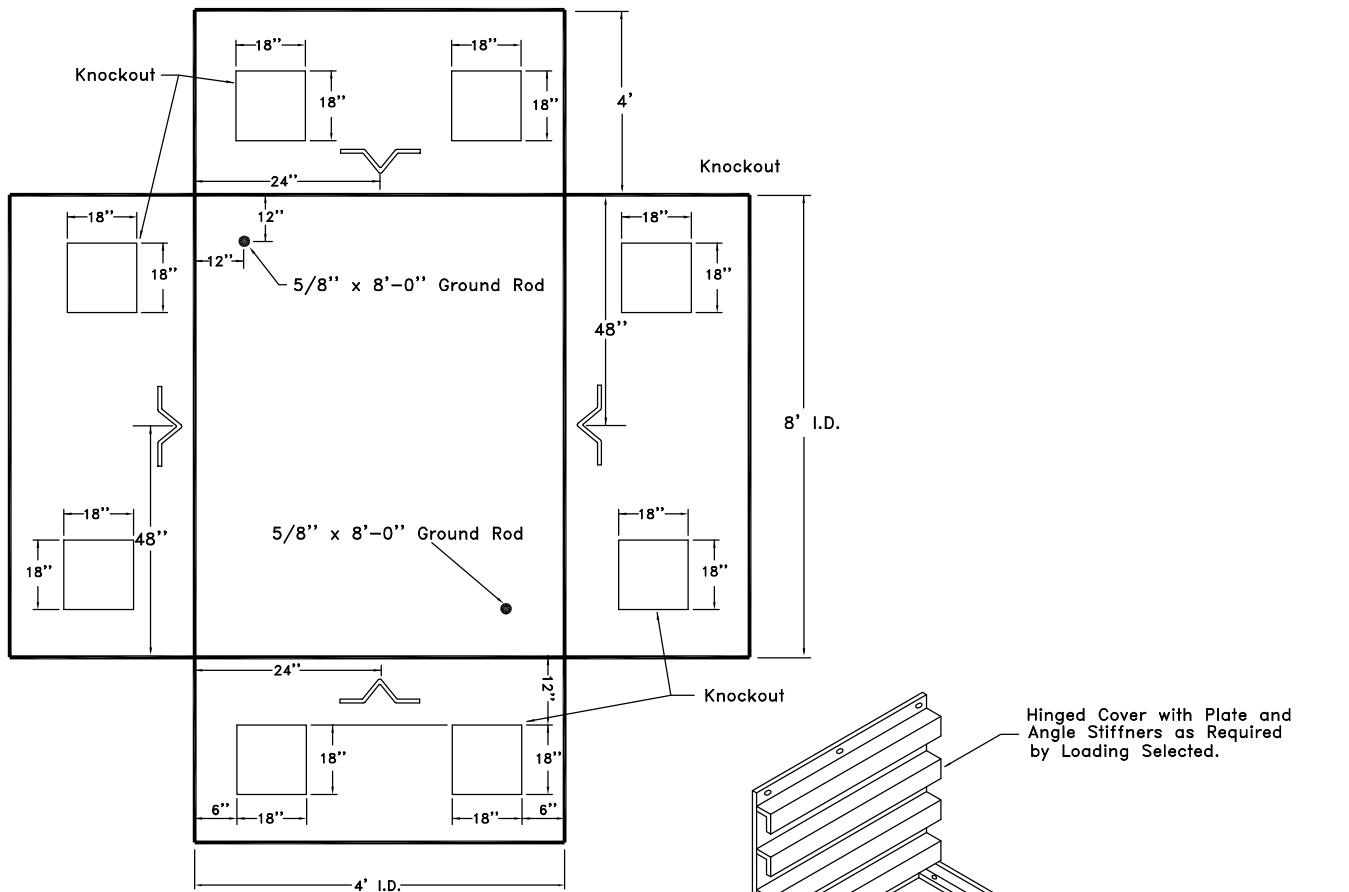 18’’
18’’
Knockout
18’’
18’’
4’
Knockout
24’’
18’’
12’’
18’’
18’’
12’’
18’’
5/8’’ x 8’-0’’ Ground Rod
48’’
8’ I.D.
18’’
18’’
5/8’’ x 8’-0’’ Ground Rod
48’’
18’’
18’’
24’’
12’’
Knockout
Hinged Cover with Plate and
Angle Stiffners as Required
by Loading Selected.
18’’
18’’
6’’
18’’
18’’
6’’
4’ I.D.